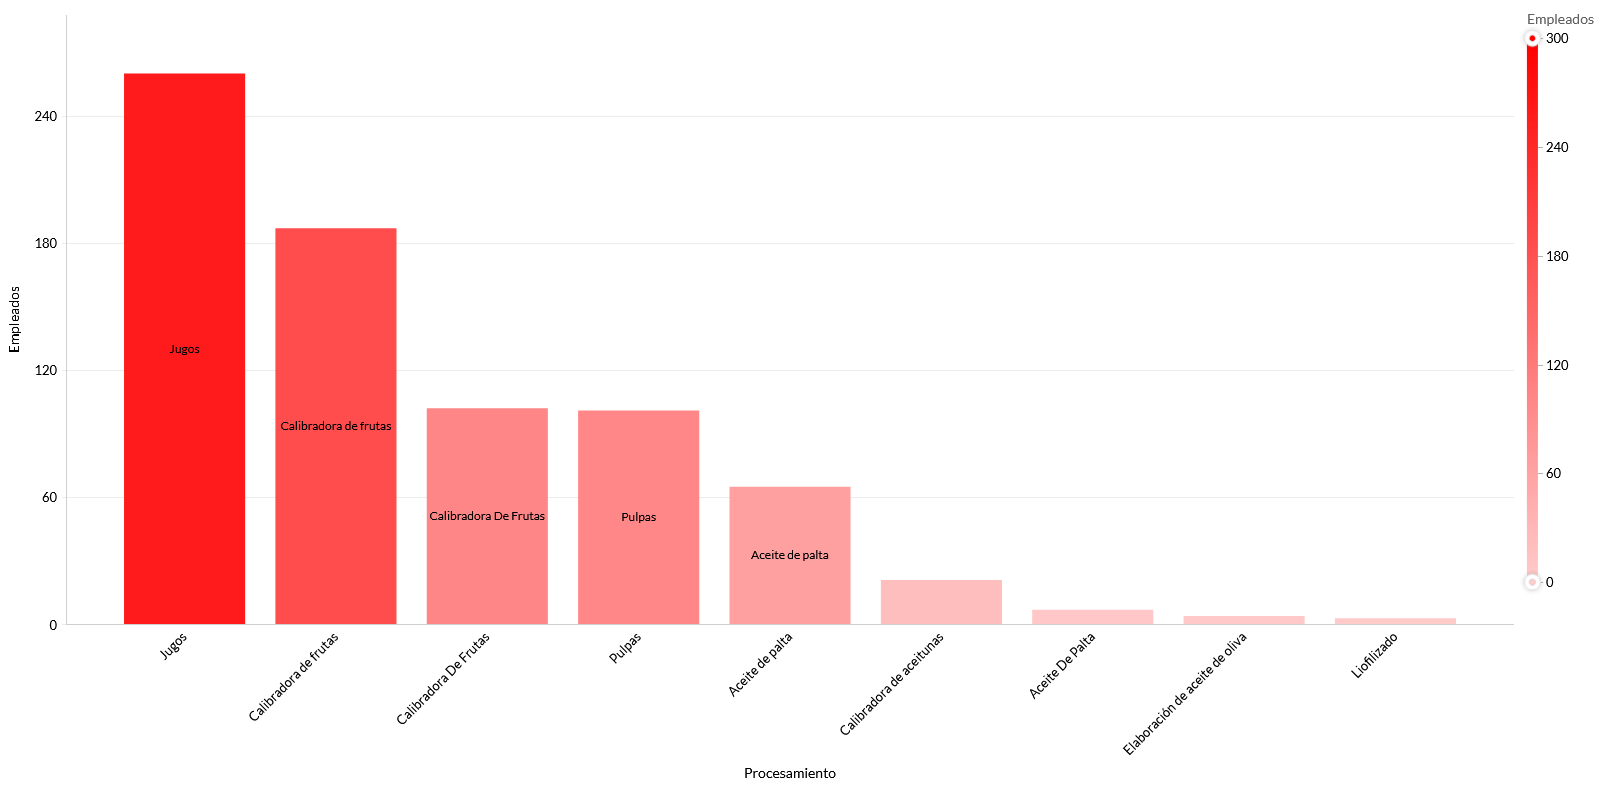 Empleados
300
240
180
120
60
0
Empleados
240
180
120
60
0
Jugos
Calibradora de frutas
Calibradora De Frutas
Pulpas
Aceite de palta
Jugos
Calibradora de frutas
Calibradora De Frutas
Pulpas
Aceite de palta
Calibradora de aceitunas
Aceite De Palta
Elaboración de aceite de oliva
Liofilizado
Procesamiento